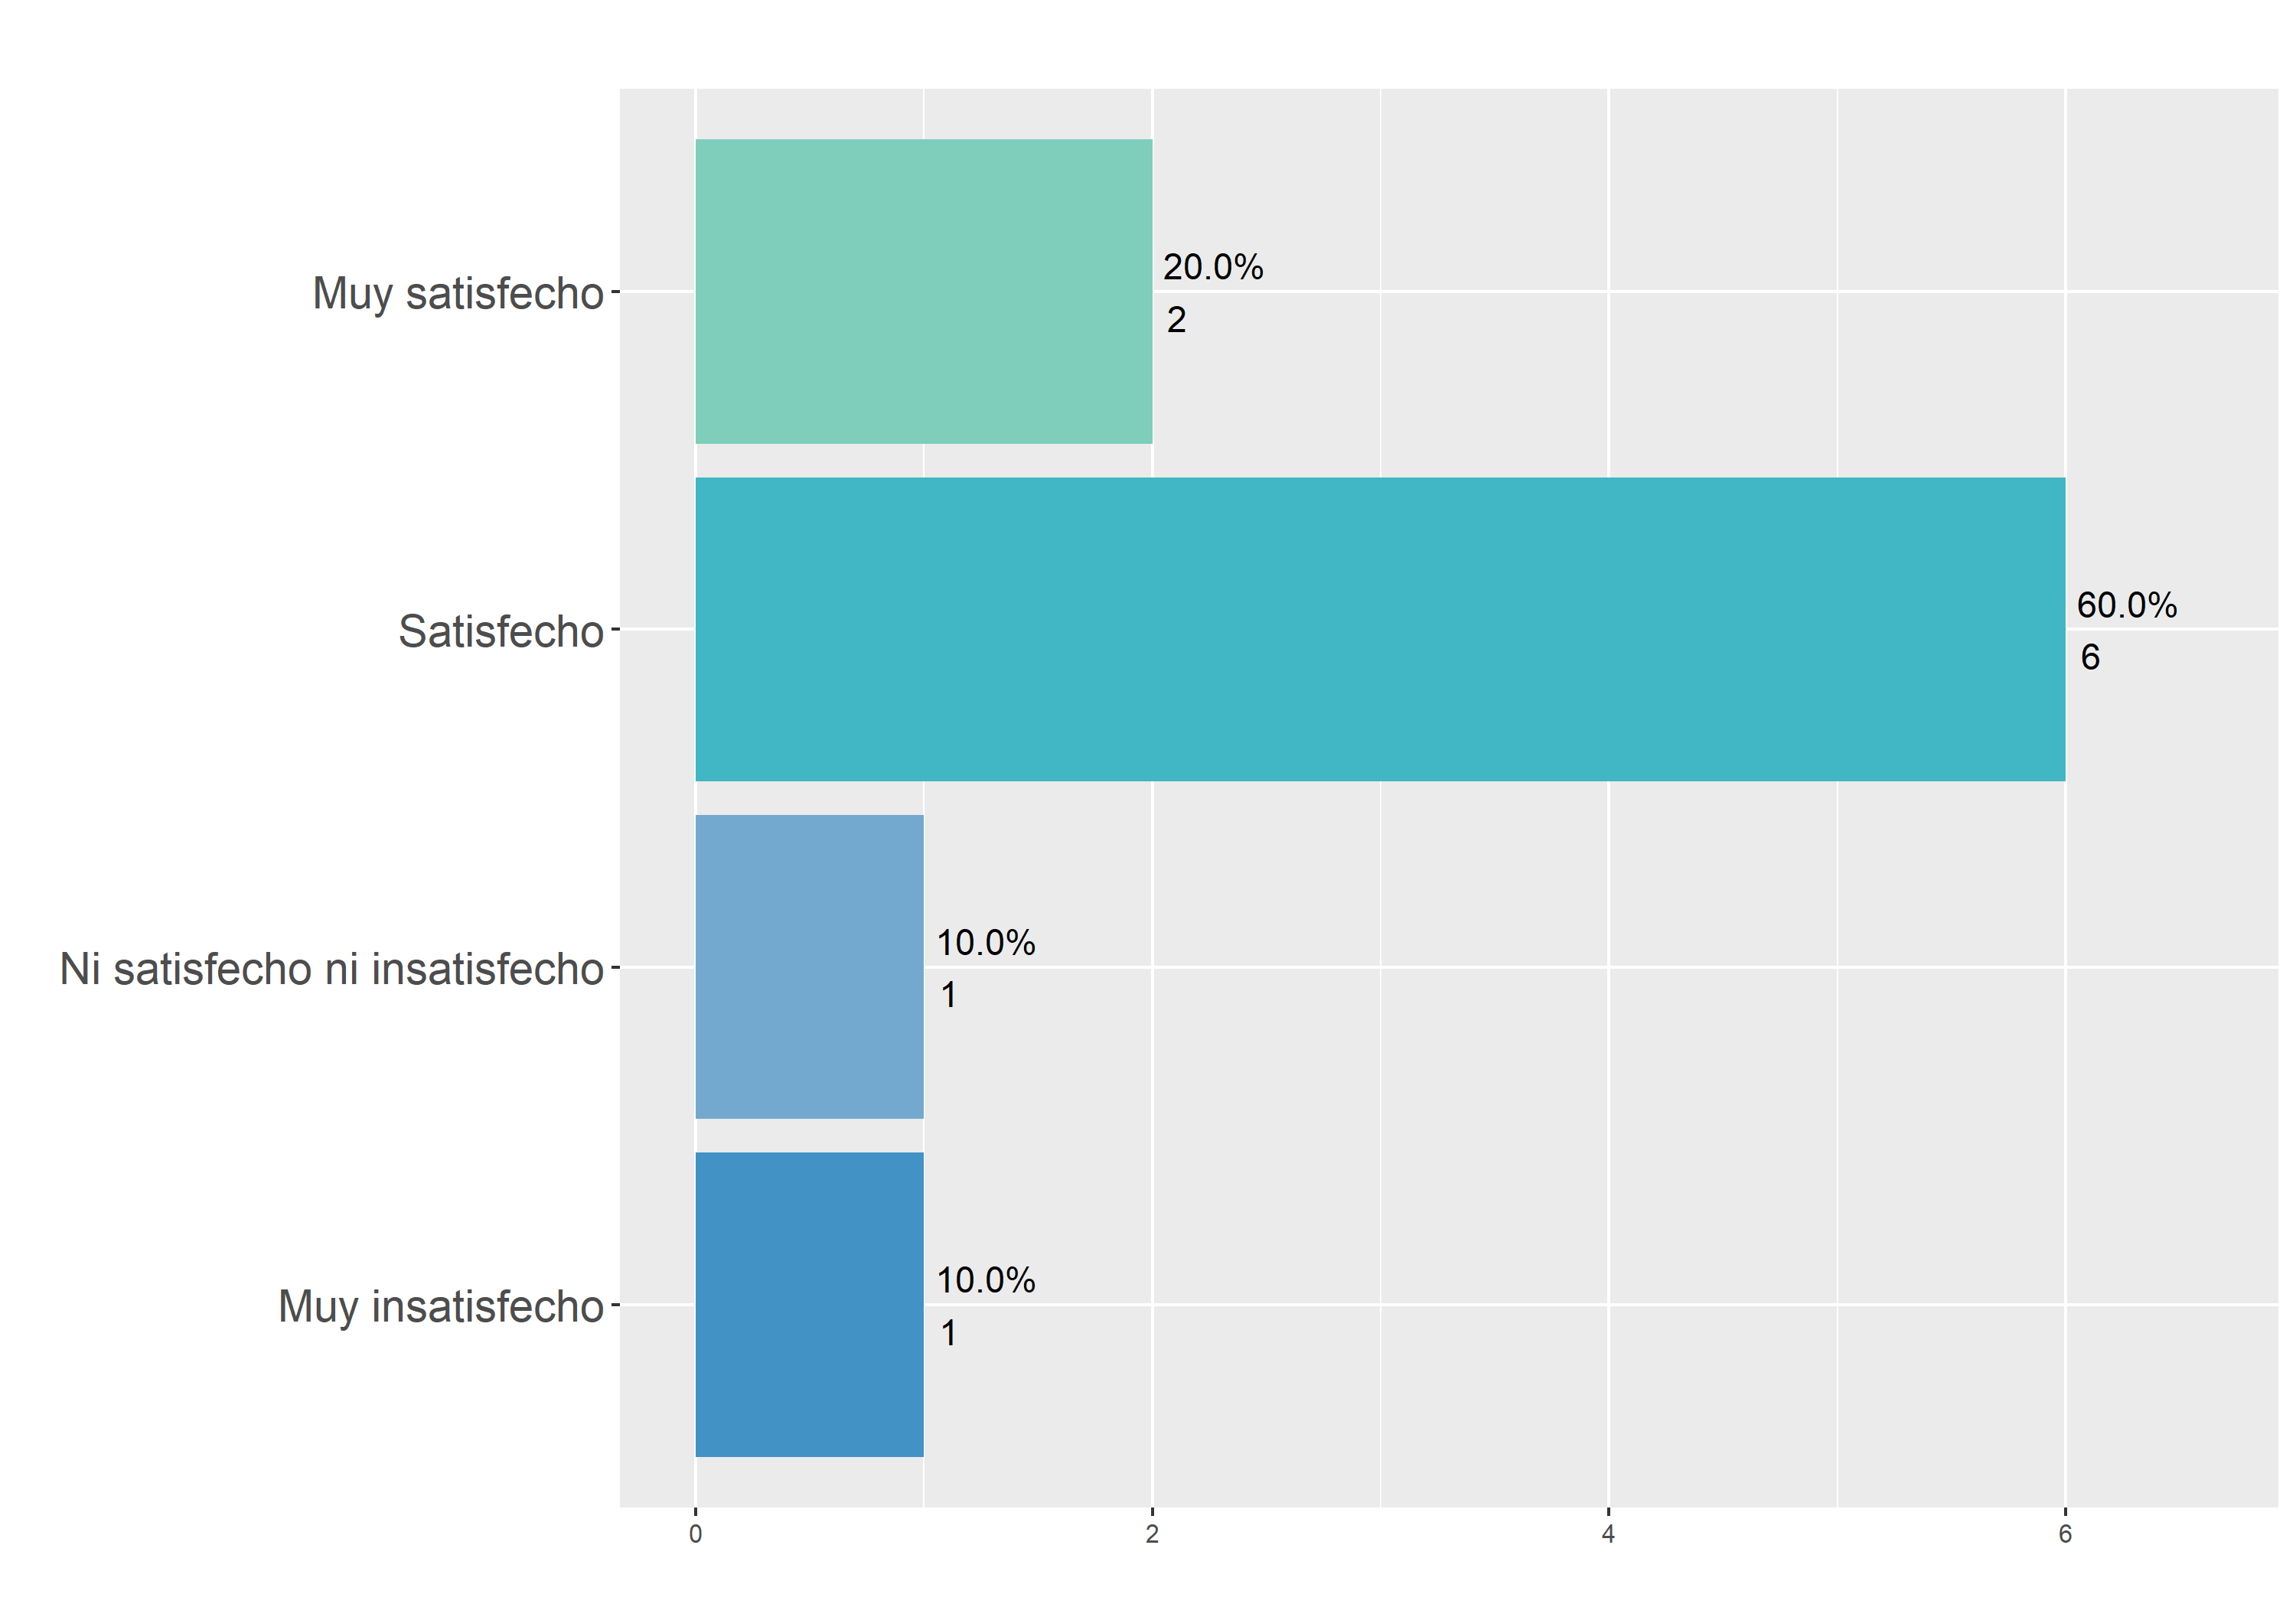 Muy satisfecho
20.0%
2
Satisfecho
60.0%
6
Ni satisfecho ni insatisfecho
10.0%
1
Muy insatisfecho
10.0%
1
0 2 4 6